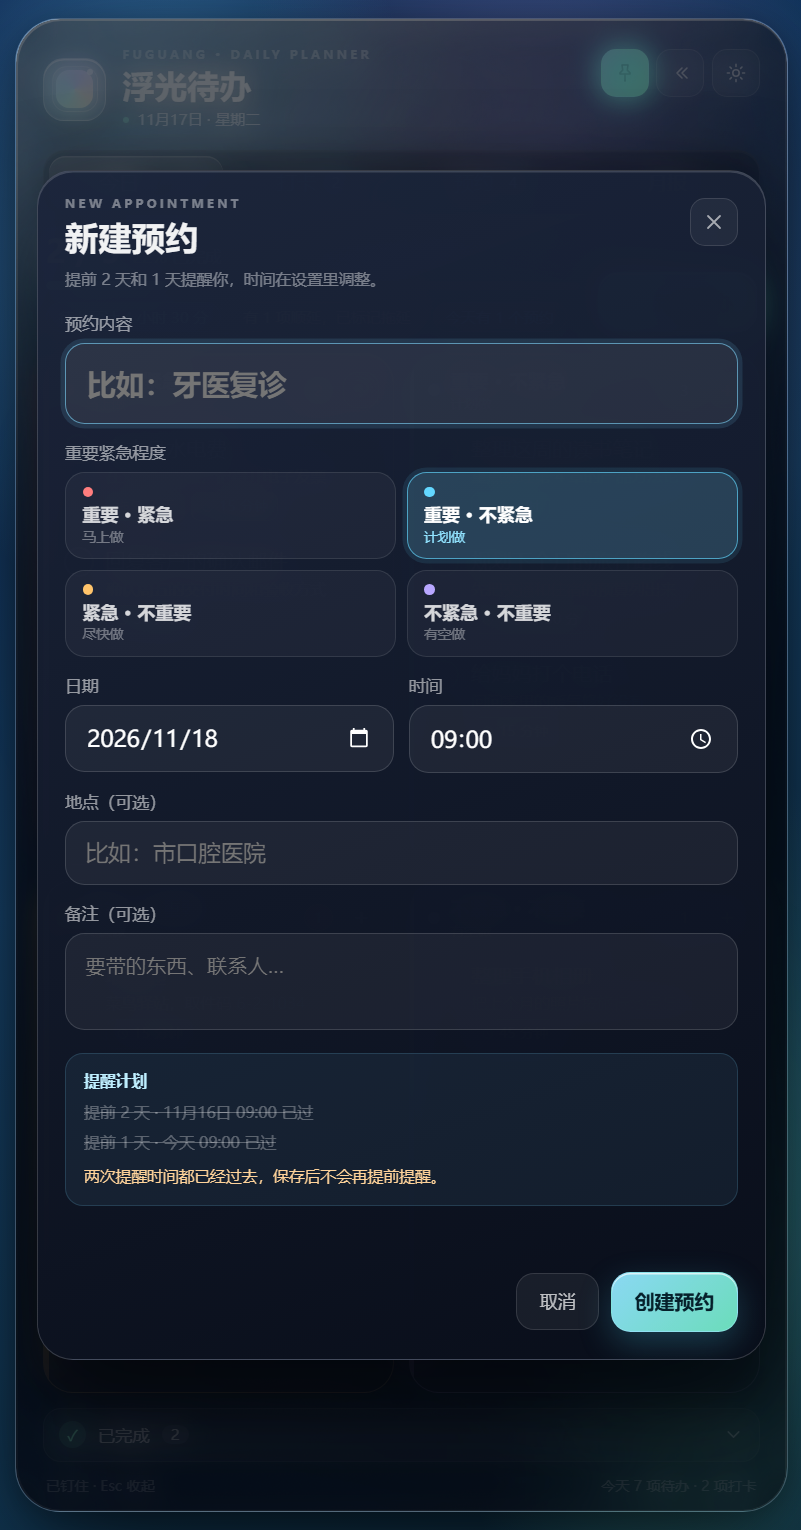 FUGUANG • DAILY PLANNER
浮光待办
11月17日 · 星期二
NEW APPOINTMENT
新建预约
提前 2 天和 1 天提醒你，时间在设置里调整。
预约内容
比如：牙医复诊
重要紧急程度
重要 • 紧急
马上做
重要 • 不紧急
计划做
紧急 • 不重要
尽快做
不紧急 • 不重要
有空做
日期
时间
2026/11/18
09:00
地点（可选）
比如：市口腔医院
备注（可选）
要带的东西、联系人...
提醒计划
提前 2 天 · 11月16日 09:00 已过
提前 1 天 · 今天 09:00 已过
两次提醒时间都已经过去，保存后不会再提前提醒。
取消
创建预约
已完成 2
已钉住 · Esc 收起
今天 7 项待办 · 2 项打卡